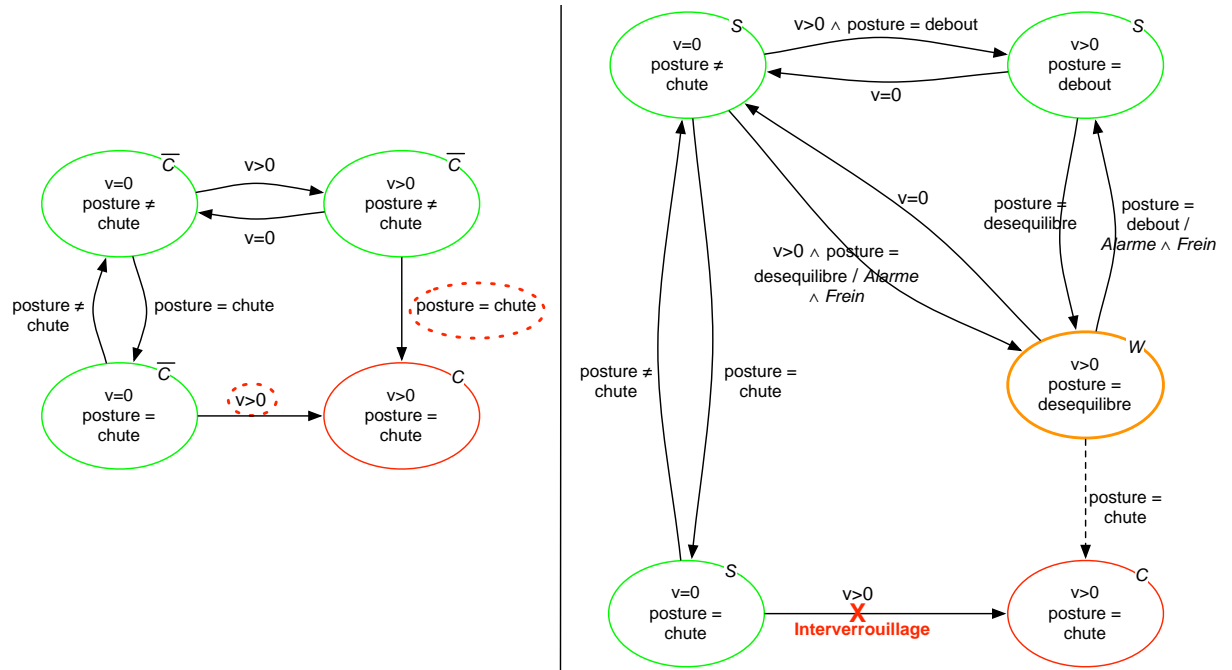 C
v=0
posture ≠
chute
v>0
C
v>0
posture ≠
chute
v=0
posture ≠
chute
posture = chute
posture = chute
C
v=0
posture =
chute
v>0
C
v>0
posture =
chute
S
v=0
posture ≠
chute
v>0 ∧ posture = debout
v=0
S
v>0
posture =
debout
v=0
v>0 ∧ posture =
desequilibre / Alarme
∧ Frein
posture =
desequilibre
posture =
debout /
Alarme ∧ Frein
posture ≠
chute
posture =
chute
W
v>0
posture =
desequilibre
posture =
chute
S
v=0
posture =
chute
v>0
X
Interverrouillage
C
v>0
posture =
chute